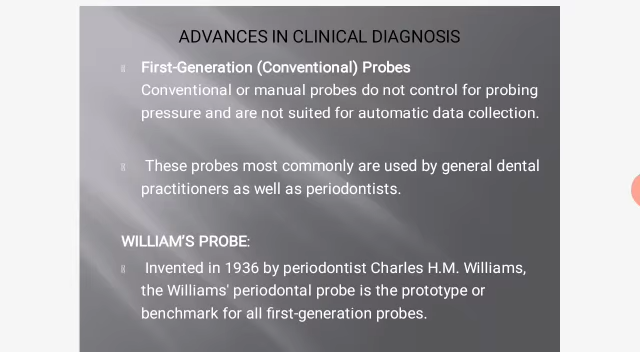 ADVANCES IN CLINICAL DIAGNOSIS
First-Generation (Conventional) Probes
Conventional or manual probes do not control for probing
pressure and are not suited for automatic data collection.
These probes most commonly are used by general dental
practitioners as well as periodontists.
WILLIAM'S PROBE:
Invented in 1936 by periodontist Charles H.M. Williams,
the Williams' periodontal probe is the prototype or
benchmark for all first-generation probes.